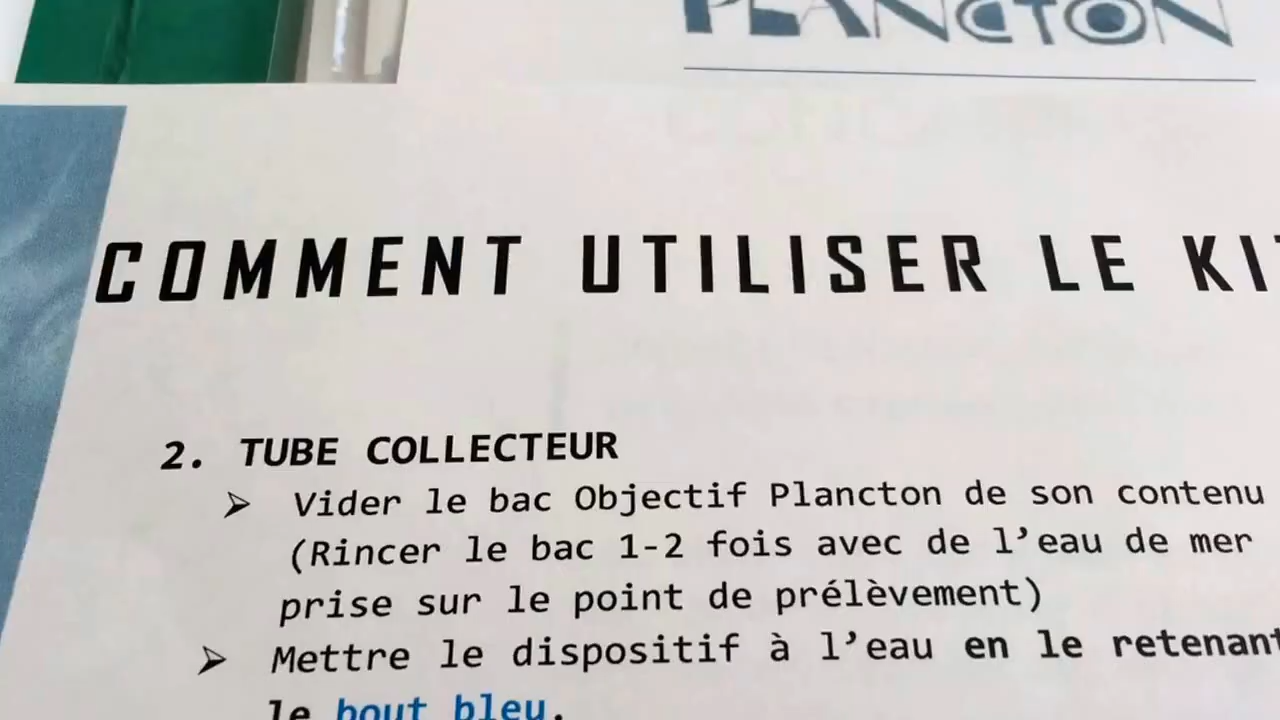 PLANCTON
COMMENT UTILISER LE KI
2. TUBE COLLECTEUR
➢ Vider le bac Objectif Plancton de son contenu
(Rincer le bac 1-2 fois avec de l’eau de mer
prise sur le point de prélèvement)
➢ Mettre le dispositif à l’eau en le retenant
le bout bleu.